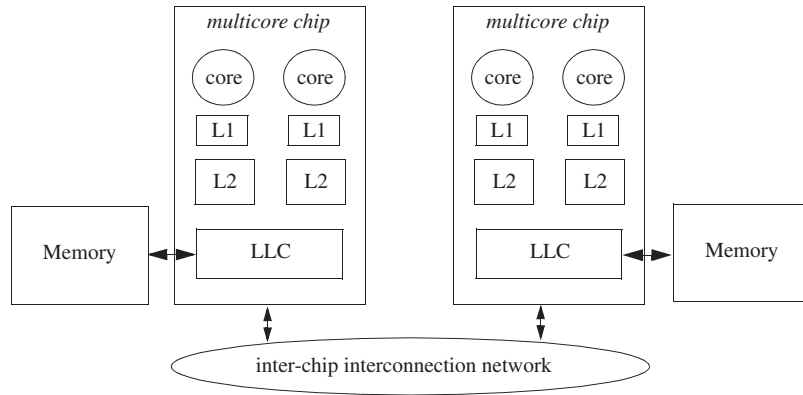 multicore chip
core core
L1 L1
L2 L2
LLC
Memory
multicore chip
core core
L1 L1
L2 L2
LLC
Memory
inter-chip interconnection network